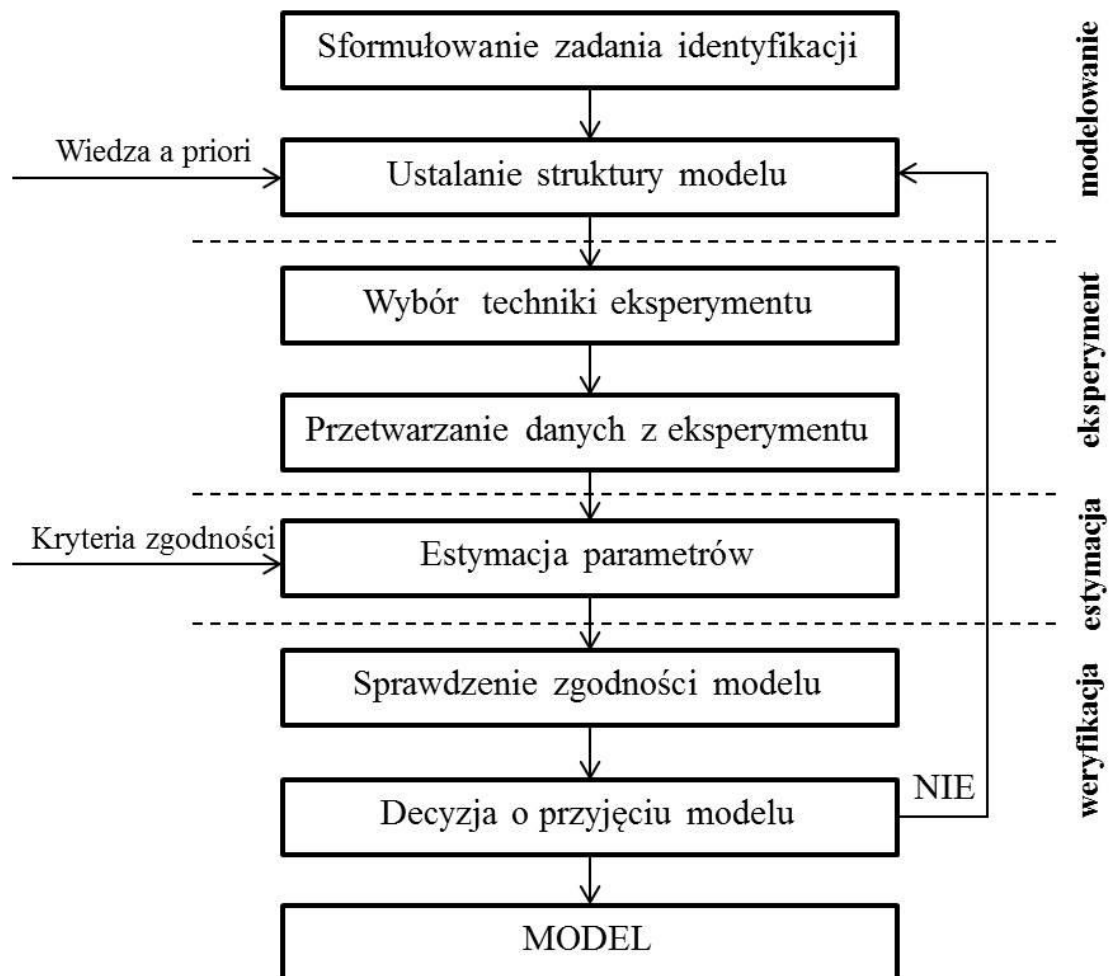 Sformułowanie zadania identyfikacji
Wiedza a priori
Ustalanie struktury modelu
modelowanie
Wybór techniki eksperymentu
Przetwarzanie danych z eksperymentu
eksperyment
Kryteria zgodności
Estymacja parametrów
estymacja
Sprawdzenie zgodności modelu
Decyzja o przyjęciu modelu
NIE
weryfikacja
MODEL